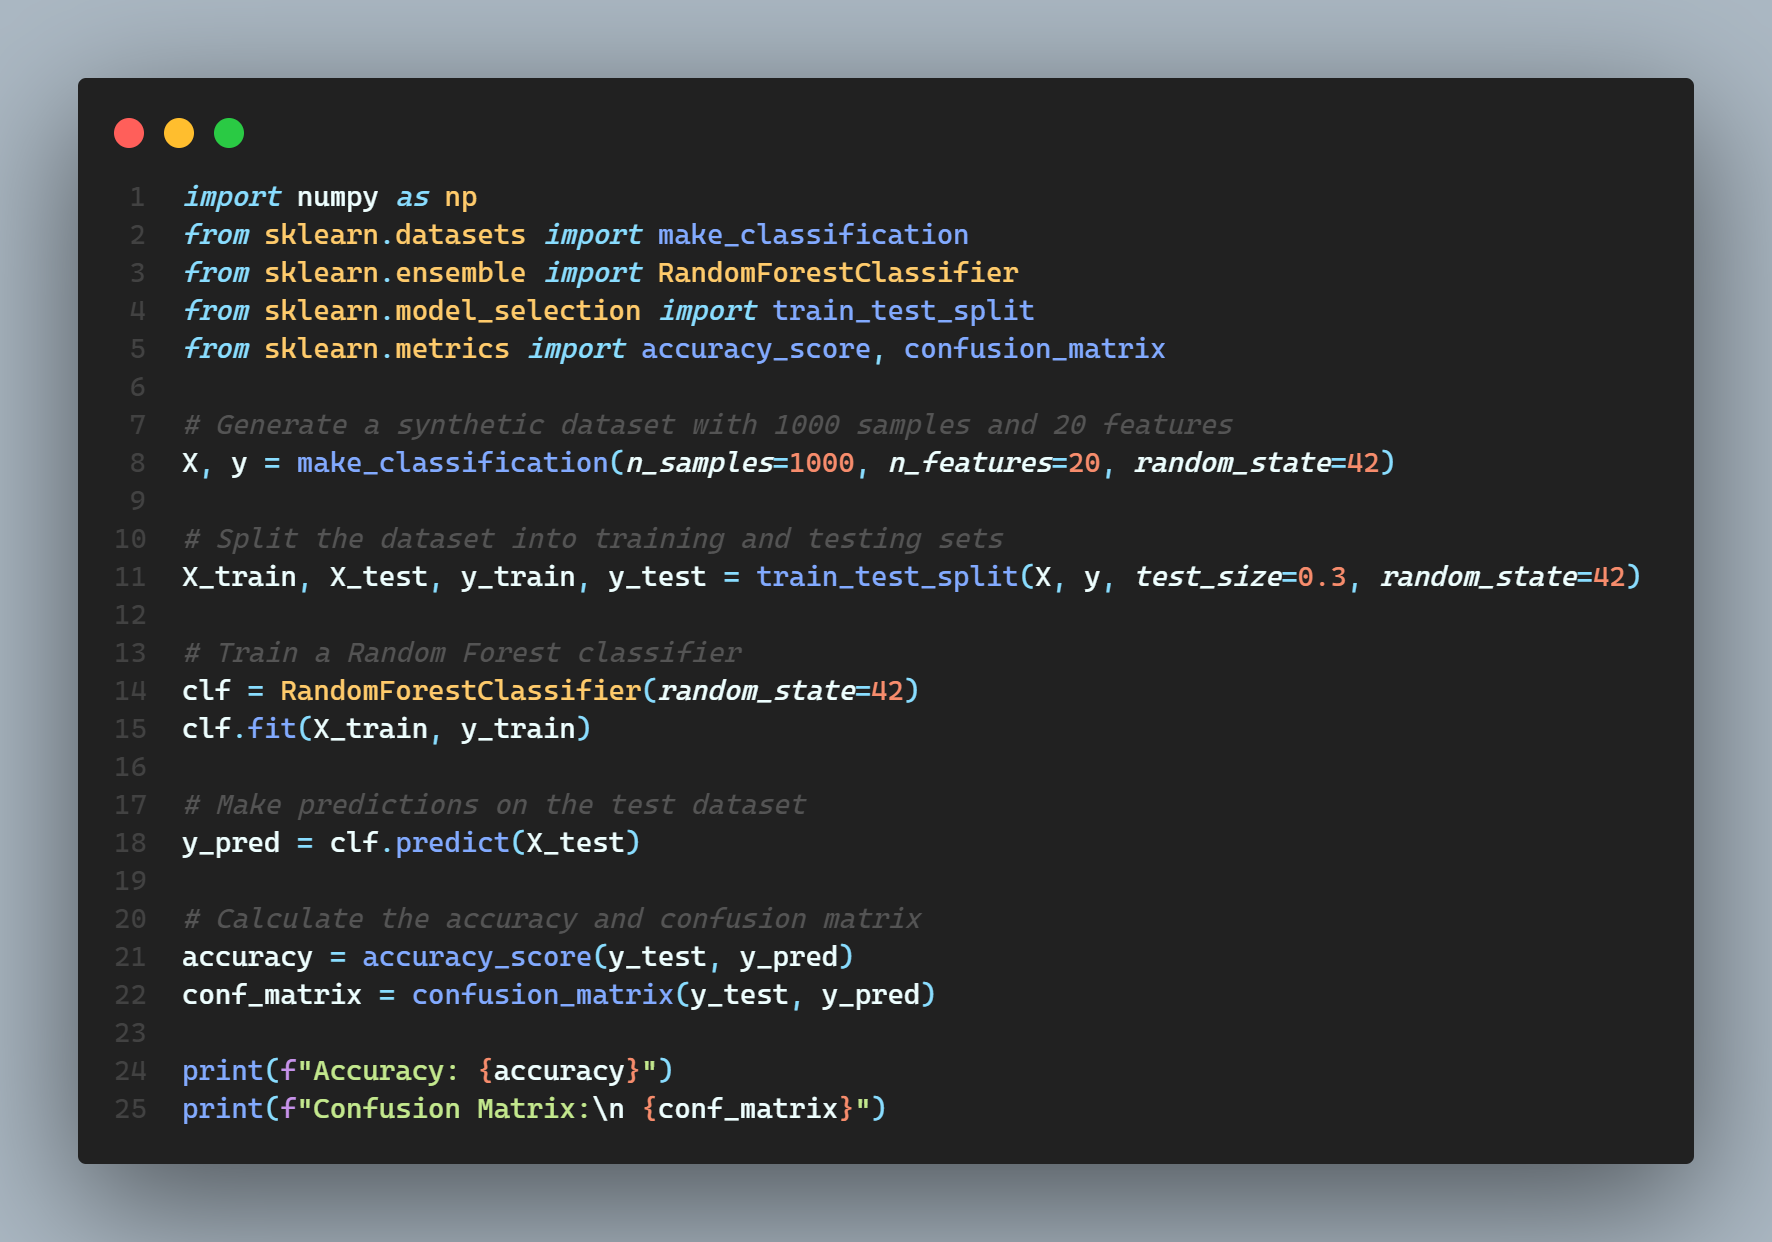 1 import numpy as np
2 from sklearn.datasets import make_classification
3 from sklearn.ensemble import RandomForestClassifier
4 from sklearn.model_selection import train_test_split
5 from sklearn.metrics import accuracy_score, confusion_matrix
6
7 # Generate a synthetic dataset with 1000 samples and 20 features
8 X, y = make_classification(n_samples=1000, n_features=20, random_state=42)
9
10 # Split the dataset into training and testing sets
11 X_train, X_test, y_train, y_test = train_test_split(X, y, test_size=0.3, random_state=42)
12
13 # Train a Random Forest classifier
14 clf = RandomForestClassifier(random_state=42)
15 clf.fit(X_train, y_train)
16
17 # Make predictions on the test dataset
18 y_pred = clf.predict(X_test)
19
20 # Calculate the accuracy and confusion matrix
21 accuracy = accuracy_score(y_test, y_pred)
22 conf_matrix = confusion_matrix(y_test, y_pred)
23
24 print(f"Accuracy: {accuracy}")
25 print(f"Confusion Matrix:\n {conf_matrix}")